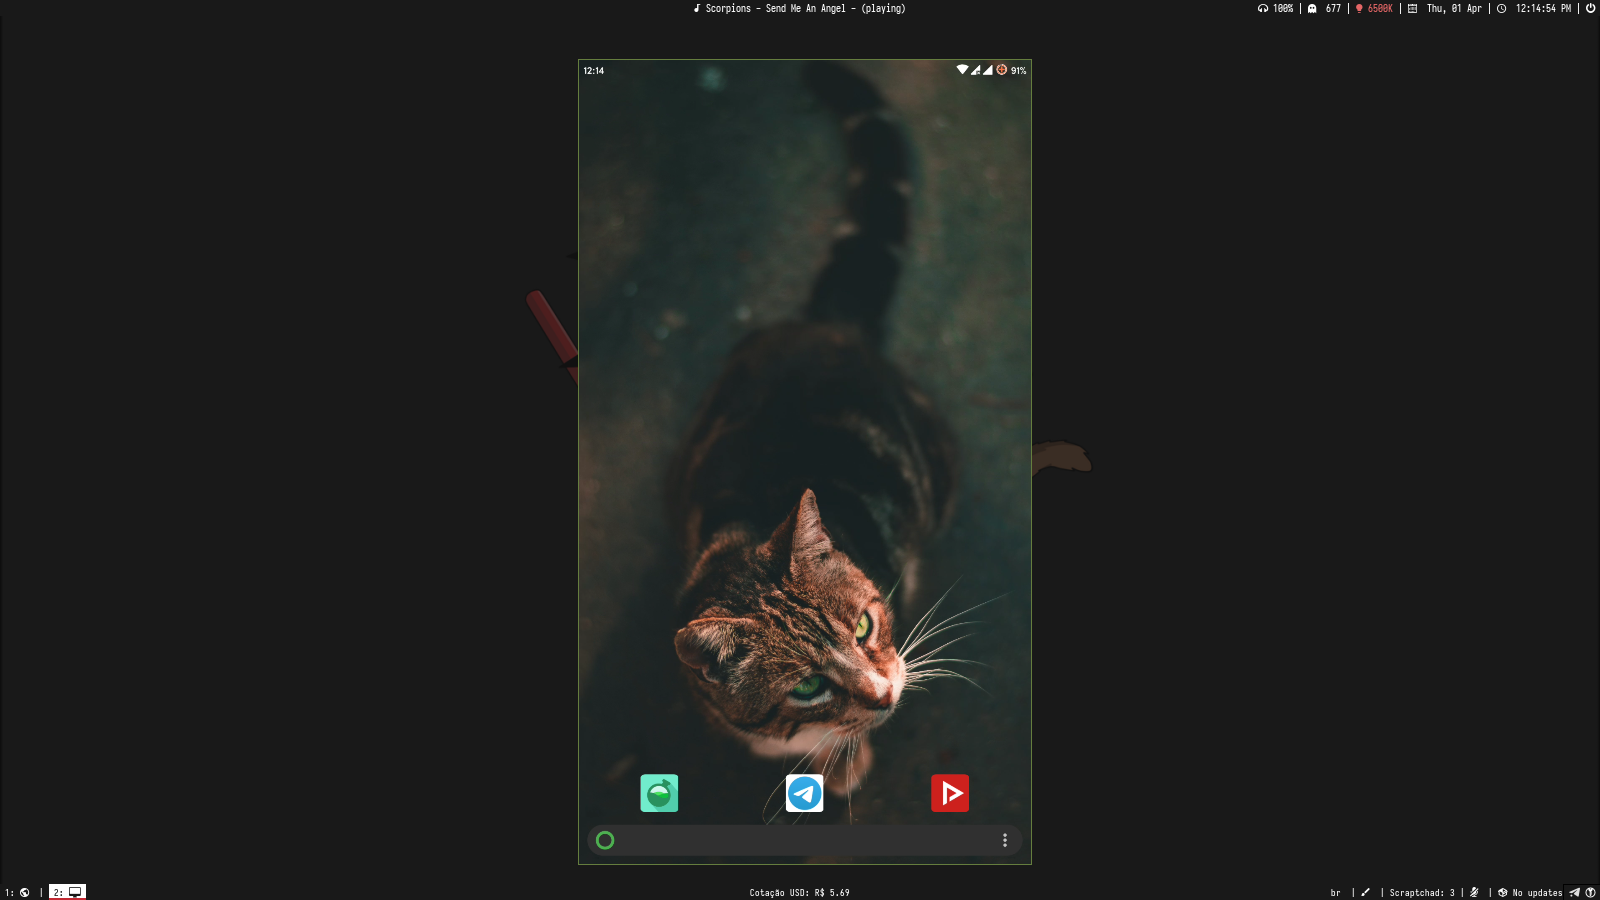 Scorpions - Send Me An Angel - (playing)
100% | 677 | 6500K | Thu, 01 Apr | 12:14:54 PM |
12:14
91%
1: | 2:
Cotação USD: R$ 5.69
br | | Scraptchad: 3 | | No updates